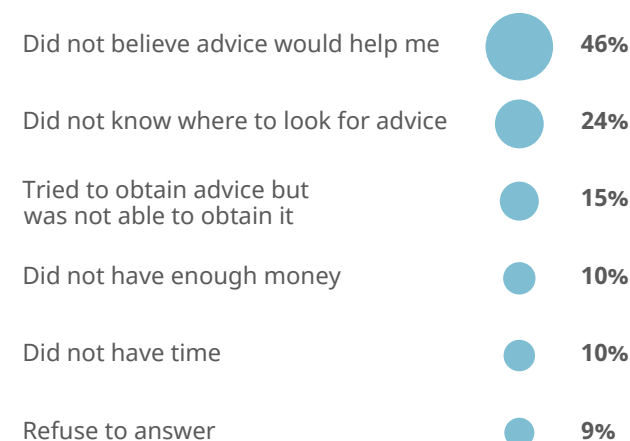 Did not believe advice would help me 46%
Did not know where to look for advice 24%
Tried to obtain advice but
was not able to obtain it 15%
Did not have enough money 10%
Did not have time 10%
Refuse to answer 9%